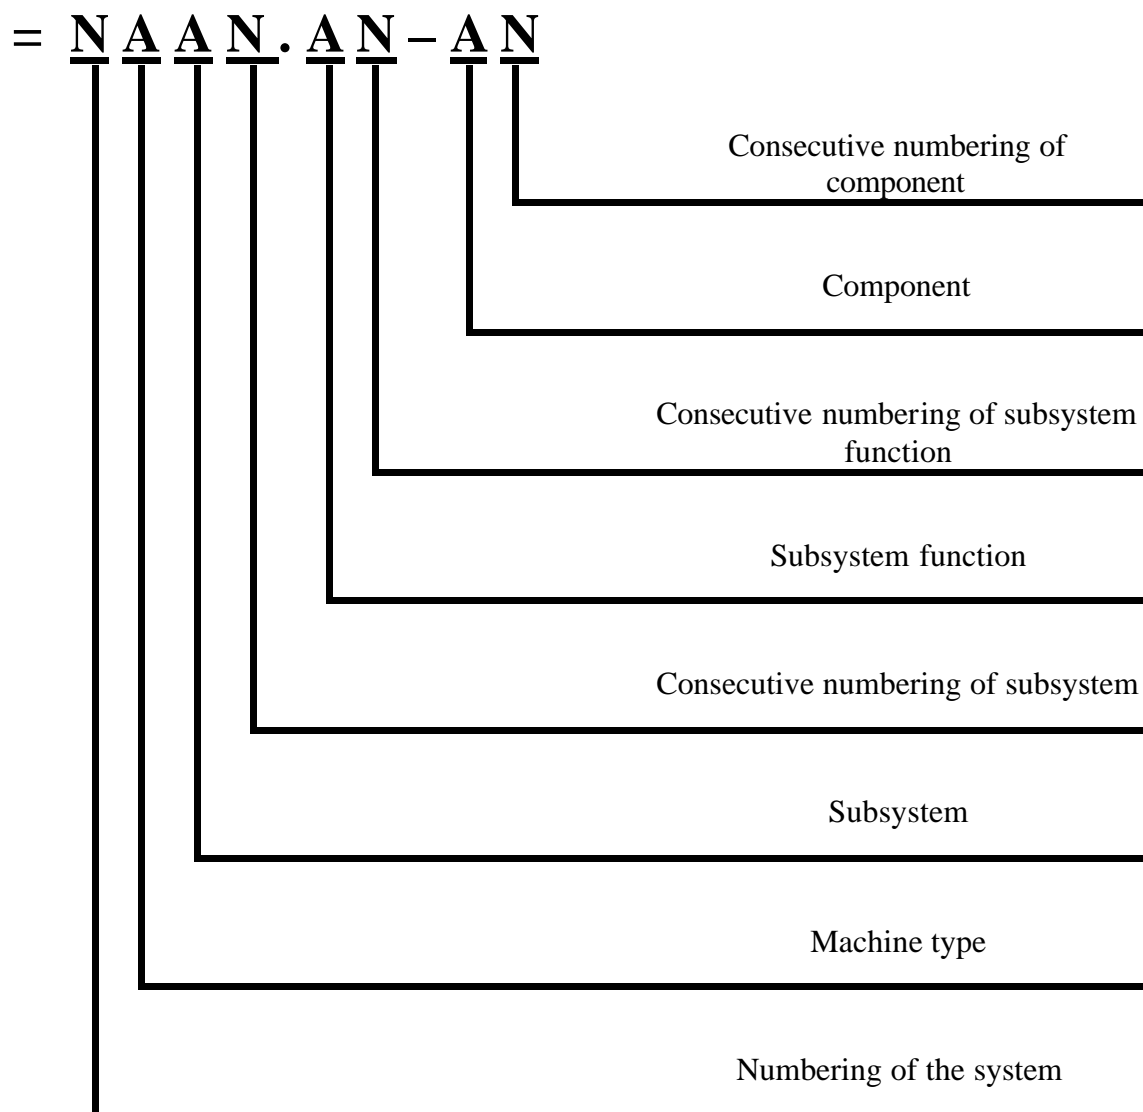 = N A A N . A N – A N
Consecutive numbering of
component
Component
Consecutive numbering of subsystem
function
Subsystem function
Consecutive numbering of subsystem
Subsystem
Machine type
Numbering of the system